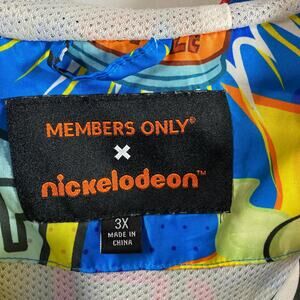 MEMBERS ONLY®
×
nickelodeon™
3X
MADE IN
CHINA